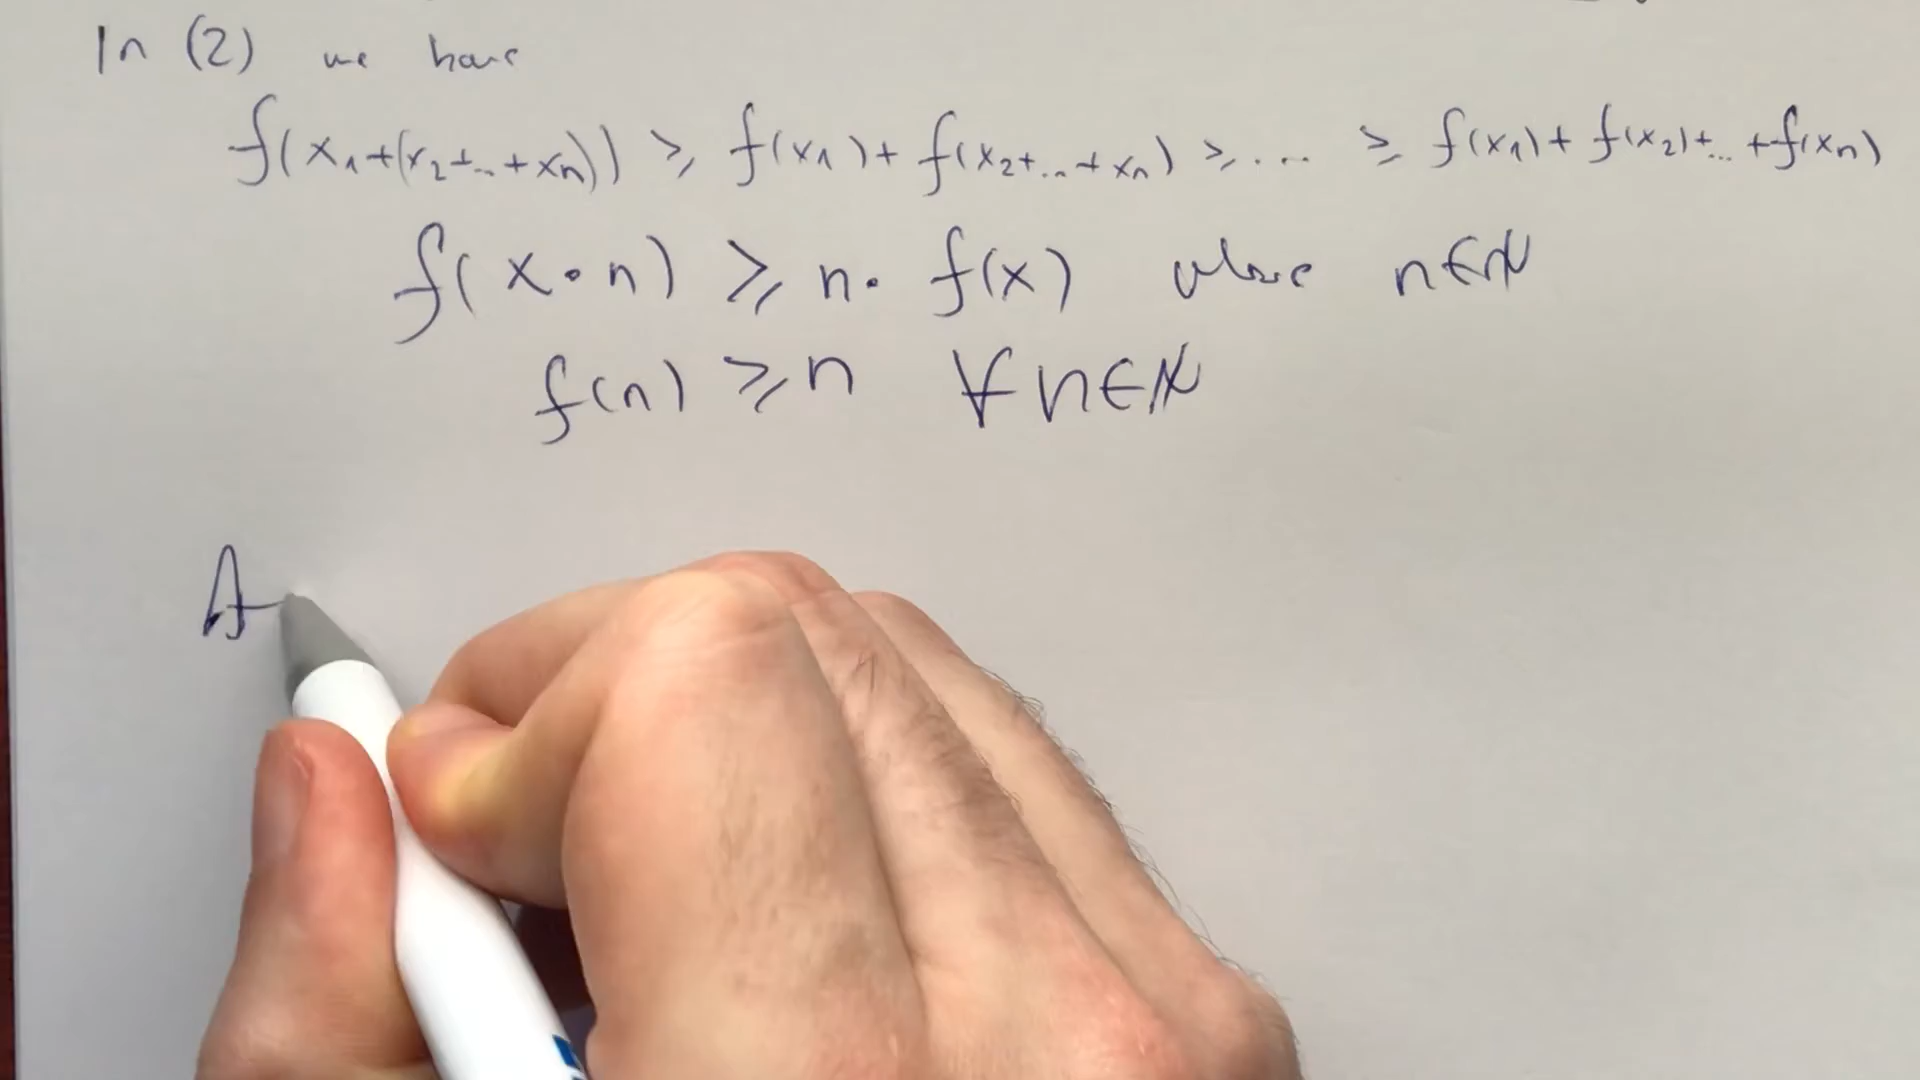 In (2) we have
f(x₁+(x₂+...+xₙ)) ⩾ f(x₁)+f(x₂+...+xₙ) ⩾.... ⩾ f(x₁)+f(x₂)+...+f(xₙ)
f(x•n) ⩾ n•f(x) where n∈ℕ
f(n) ⩾ n ∀n∈ℕ
A